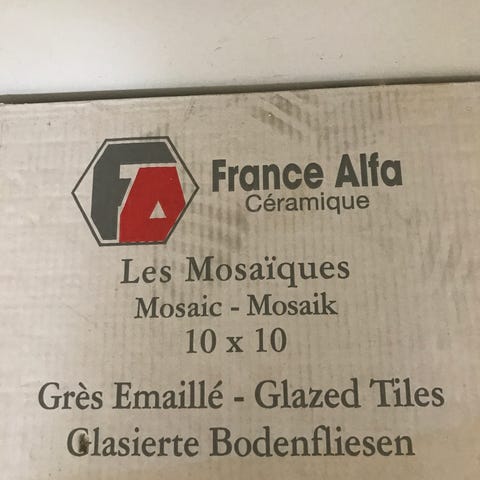 FA
France Alfa
Céramique
Les Mosaïques
Mosaic - Mosaik
10 x 10
Grès Emaillé - Glazed Tiles
Glasierte Bodenfliesen